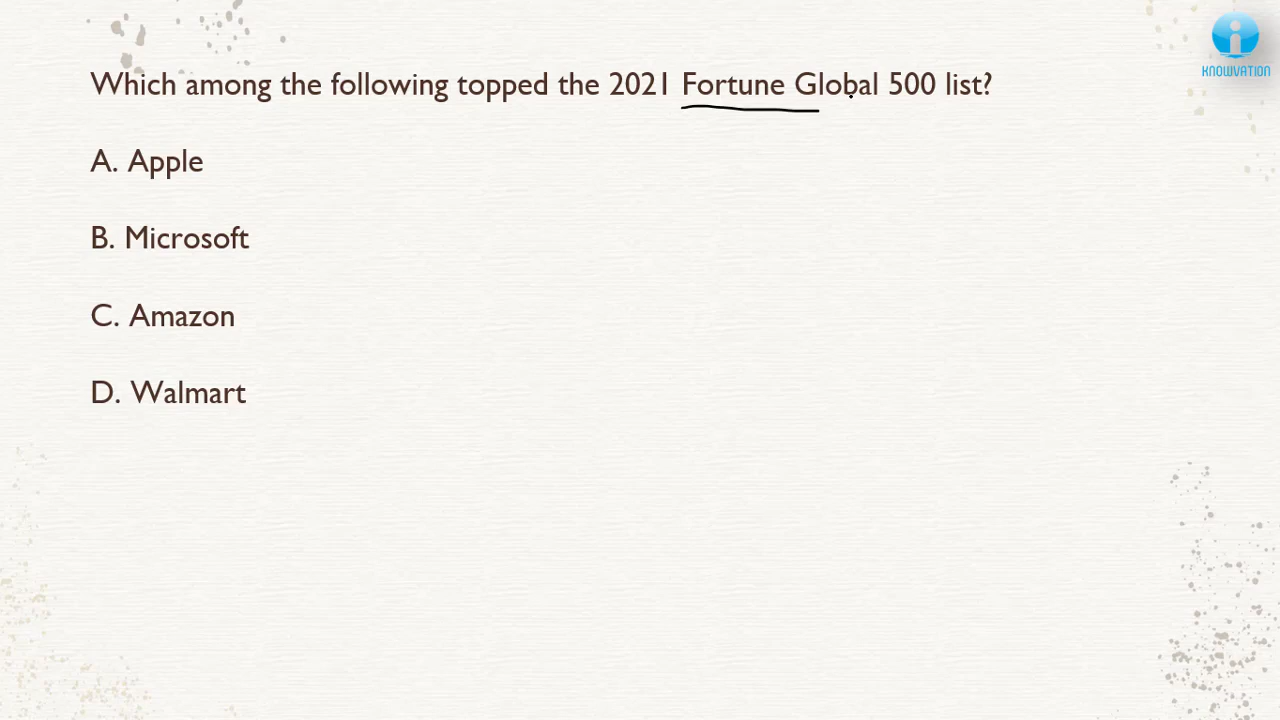 Which among the following topped the 2021 Fortune Global 500 list?
A. Apple
B. Microsoft
C. Amazon
D. Walmart
KNOWVATION